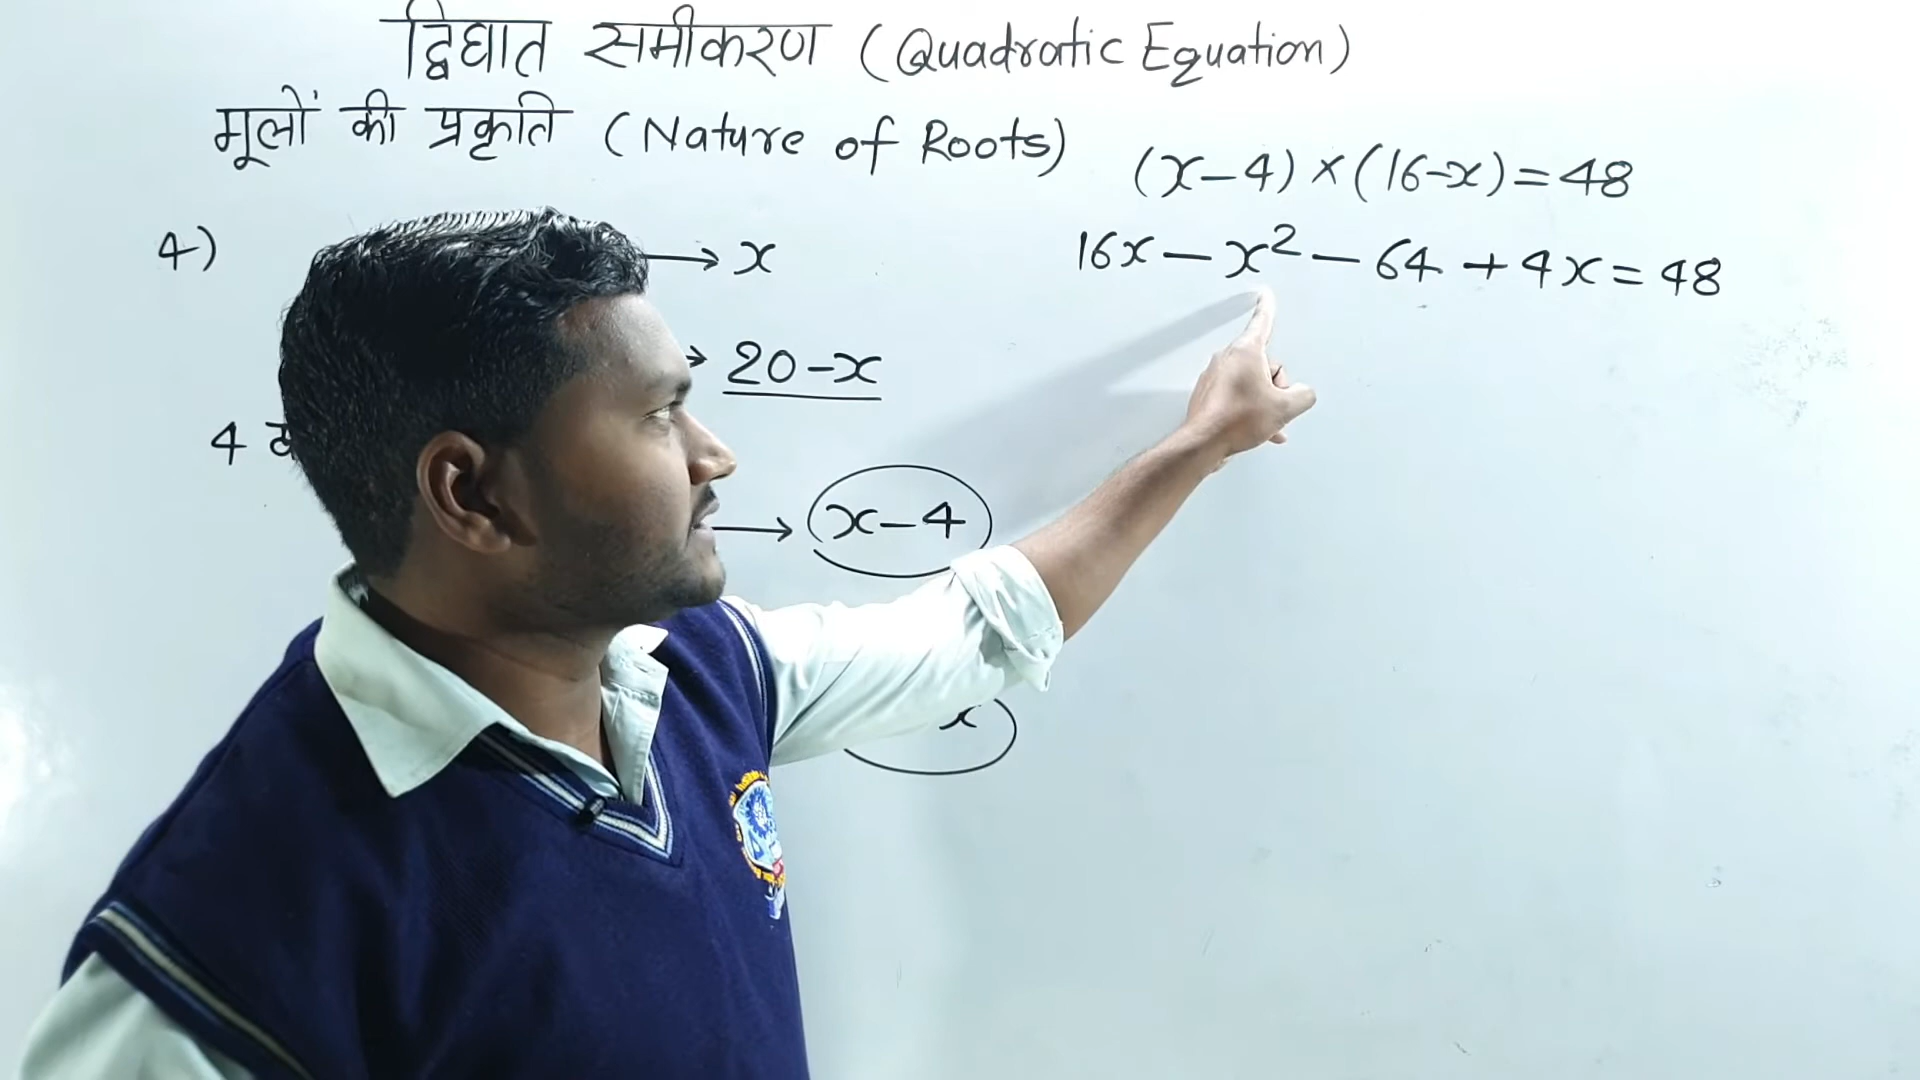 द्विघात समीकरण (Quadratic Equation)
मूलों की प्रकृति (Nature of Roots)
4)
→ x
→ 20-x
4
→ x-4
x
(x-4)×(16-x)=48
16x-x²-64+4x=48